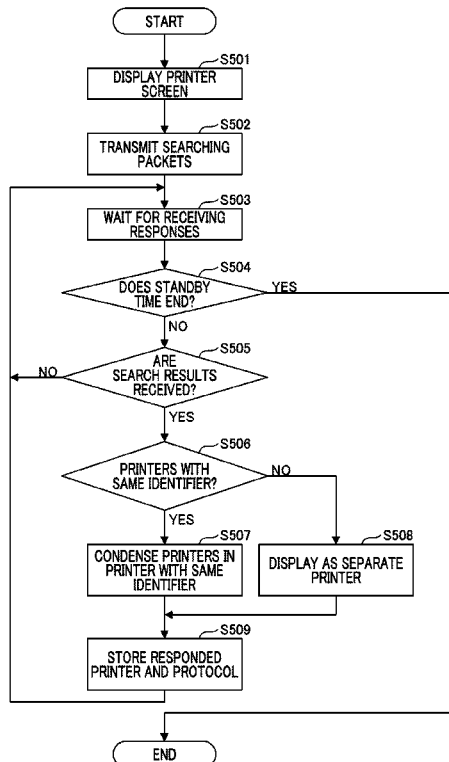 START
S501
DISPLAY PRINTER
SCREEN
S502
TRANSMIT SEARCHING
PACKETS
S503
WAIT FOR RECEIVING
RESPONSES
S504
DOES STANDBY
TIME END?
YES
NO
S505
ARE
SEARCH RESULTS
RECEIVED?
NO
YES
S506
PRINTERS WITH
SAME IDENTIFIER?
NO
YES
S507
CONDENSE PRINTERS IN
PRINTER WITH SAME
IDENTIFIER
S508
DISPLAY AS SEPARATE
PRINTER
S509
STORE RESPONDED
PRINTER AND PROTOCOL
END